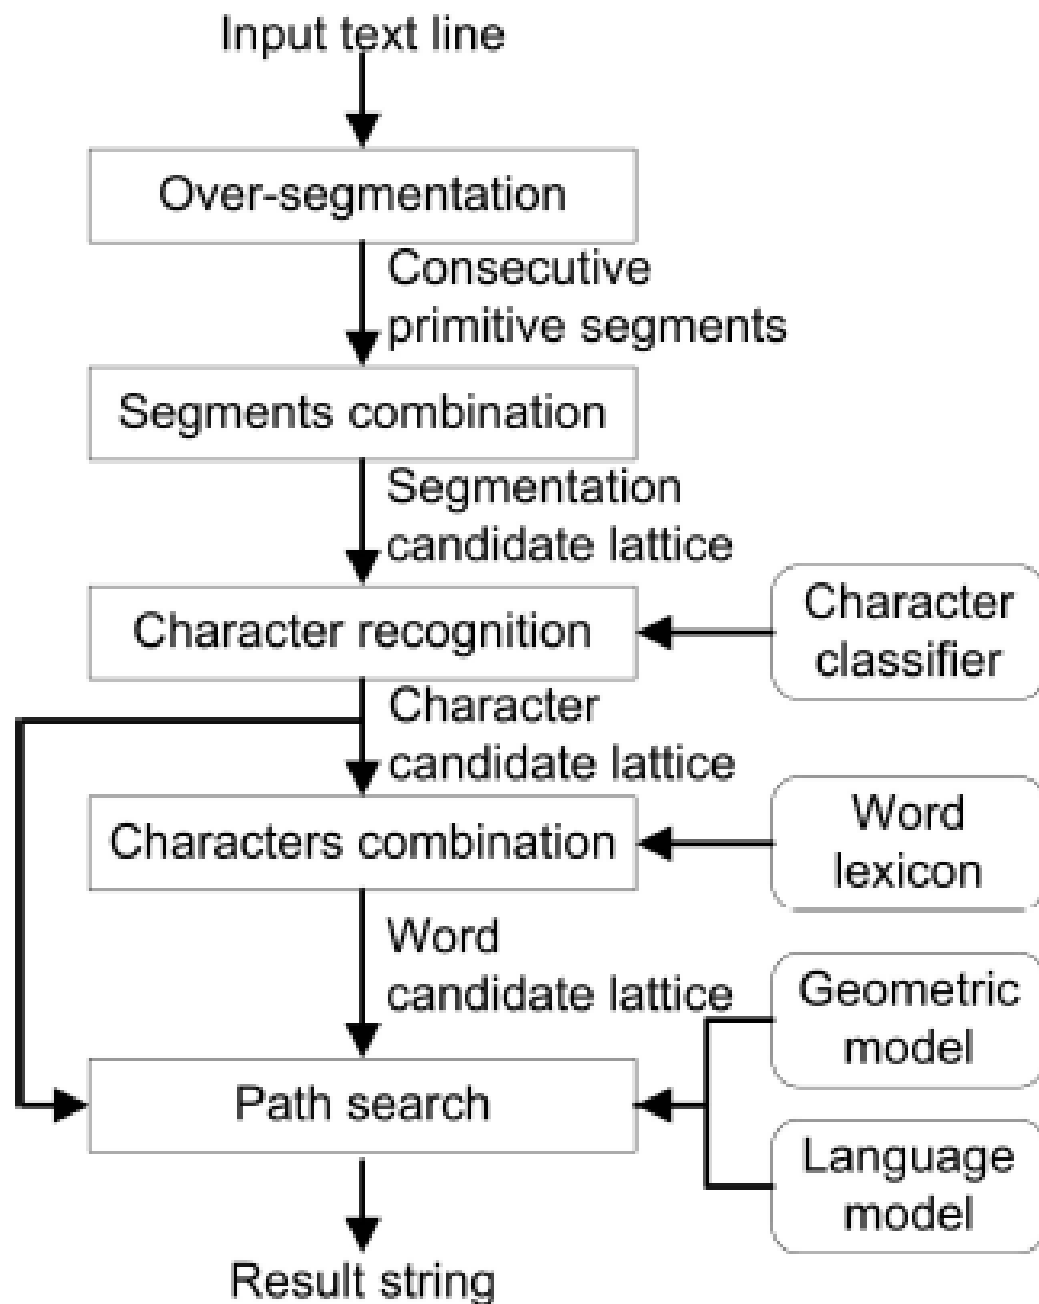 Input text line
Over-segmentation
Consecutive
primitive segments
Segments combination
Segmentation
candidate lattice
Character recognition
Character
classifier
Character
candidate lattice
Characters combination
Word
lexicon
Word
candidate lattice
Geometric
model
Path search
Language
model
Result string